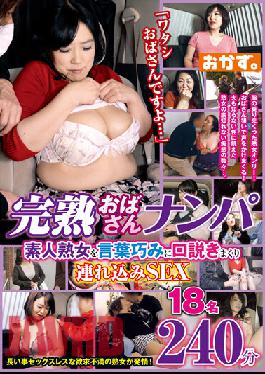 「ワタシ
おばさんですよ…」
おかず。
完熟おばさんナンパ
素人熟女を言葉巧みに口説きまくり
連れ込みSEX
18名
240分
長い事セックスレスな欲求不満の熟女が発情!